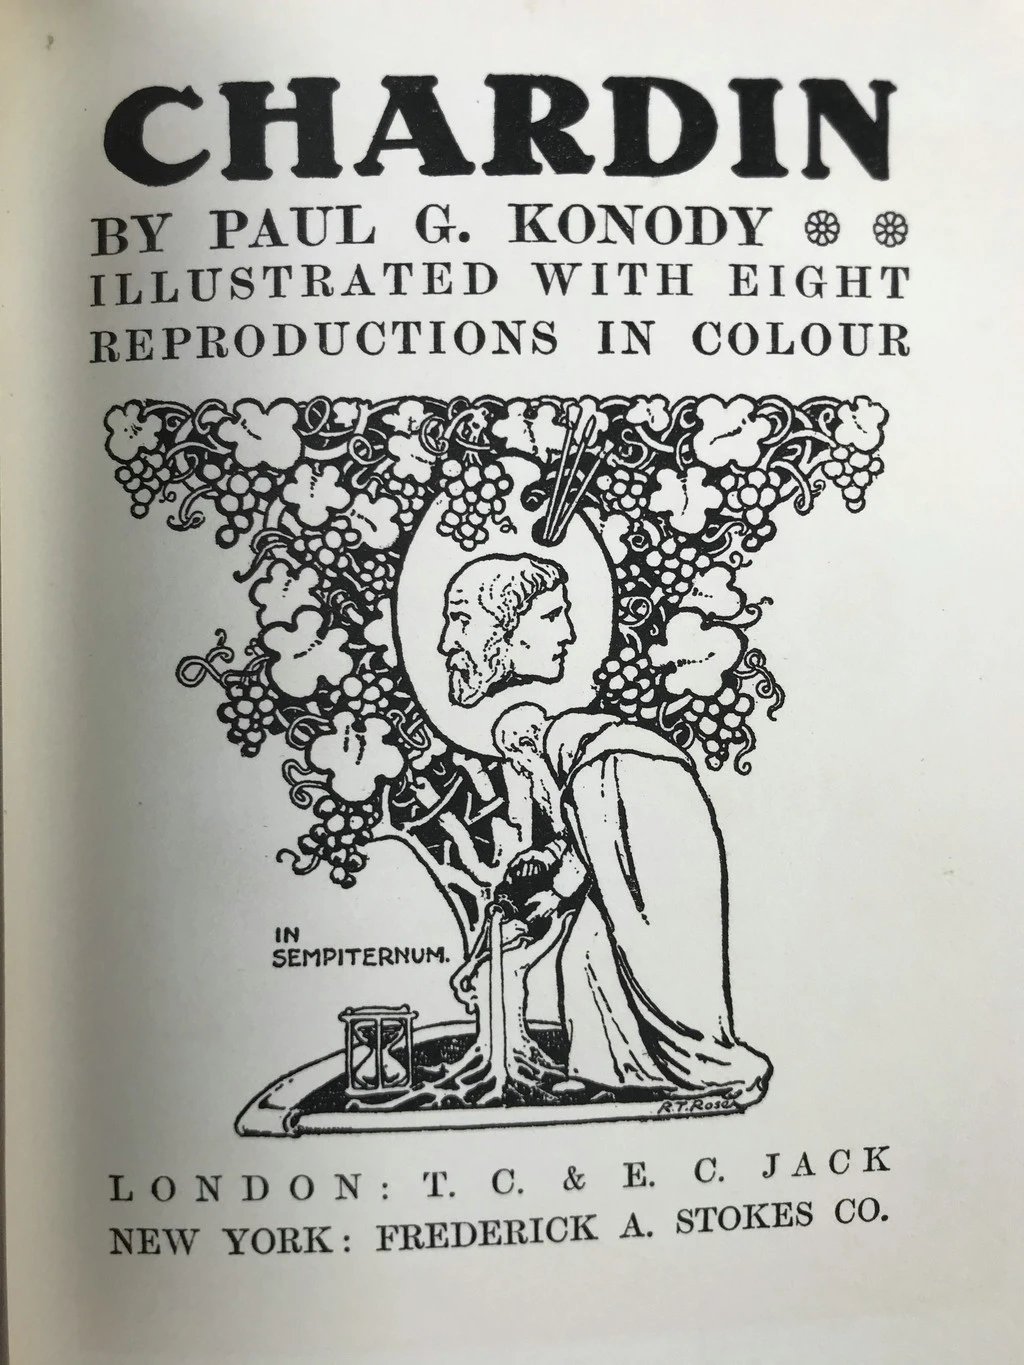 CHARDIN
BY PAUL G. KONODY
ILLUSTRATED WITH EIGHT
REPRODUCTIONS IN COLOUR
IN
SEMPITERNUM.
R.T. Rose
LONDON: T. C. & E. C. JACK
NEW YORK: FREDERICK A. STOKES CO.